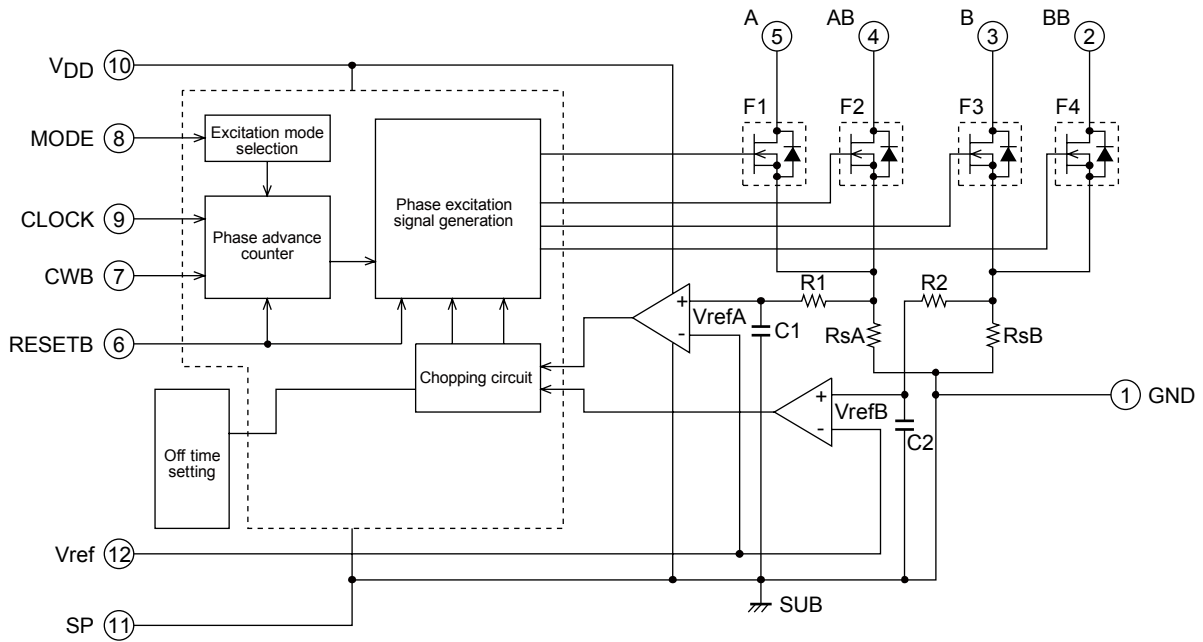 A
AB
B
BB
5
4
3
2
VDD 10
F1
F2
F3
F4
MODE 8
Excitation mode
selection
CLOCK 9
Phase advance
counter
Phase excitation
signal generation
CWB 7
R1
R2
+
-
VrefA
C1
RsA
RsB
RESETB 6
Chopping circuit
+
-
VrefB
C2
1 GND
Off time
setting
Vref 12
SUB
SP 11